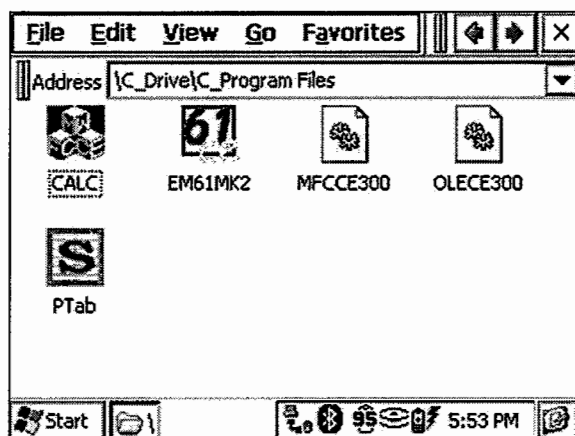 File Edit View Go Favorites
Address \C_Drive\C_Program Files
CALC EM61MK2 MFCCE300 OLECE300
61
S
PTab
Start \ 95 5:53 PM